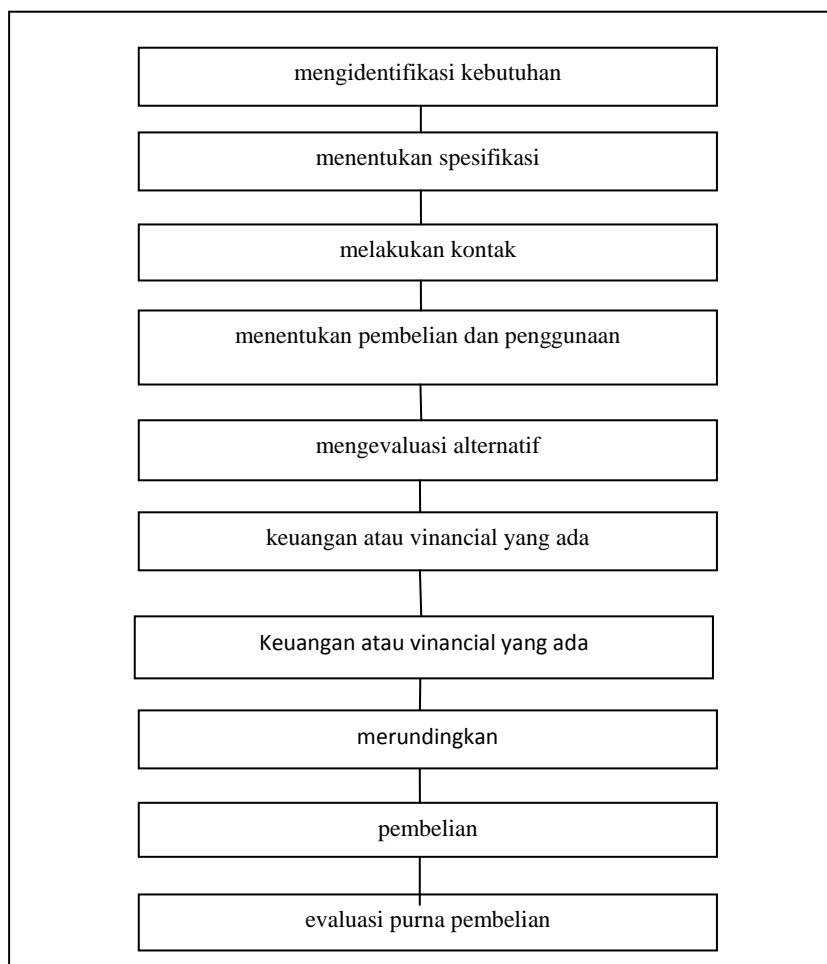 mengidentifikasi kebutuhan
menentukan spesifikasi
melakukan kontak
menentukan pembelian dan penggunaan
mengevaluasi alternatif
keuangan atau vinancial yang ada
Keuangan atau vinancial yang ada
merundingkan
pembelian
evaluasi purna pembelian